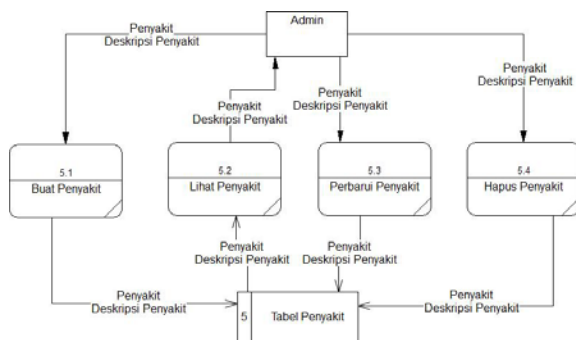 Admin
Penyakit
Deskripsi Penyakit
Penyakit
Deskripsi Penyakit
Penyakit
Deskripsi Penyakit
Penyakit
Deskripsi Penyakit
5.1
Buat Penyakit
5.2
Lihat Penyakit
5.3
Perbarui Penyakit
5.4
Hapus Penyakit
Penyakit
Deskripsi Penyakit
Penyakit
Deskripsi Penyakit
Penyakit
Deskripsi Penyakit
Penyakit
Deskripsi Penyakit
5
Tabel Penyakit